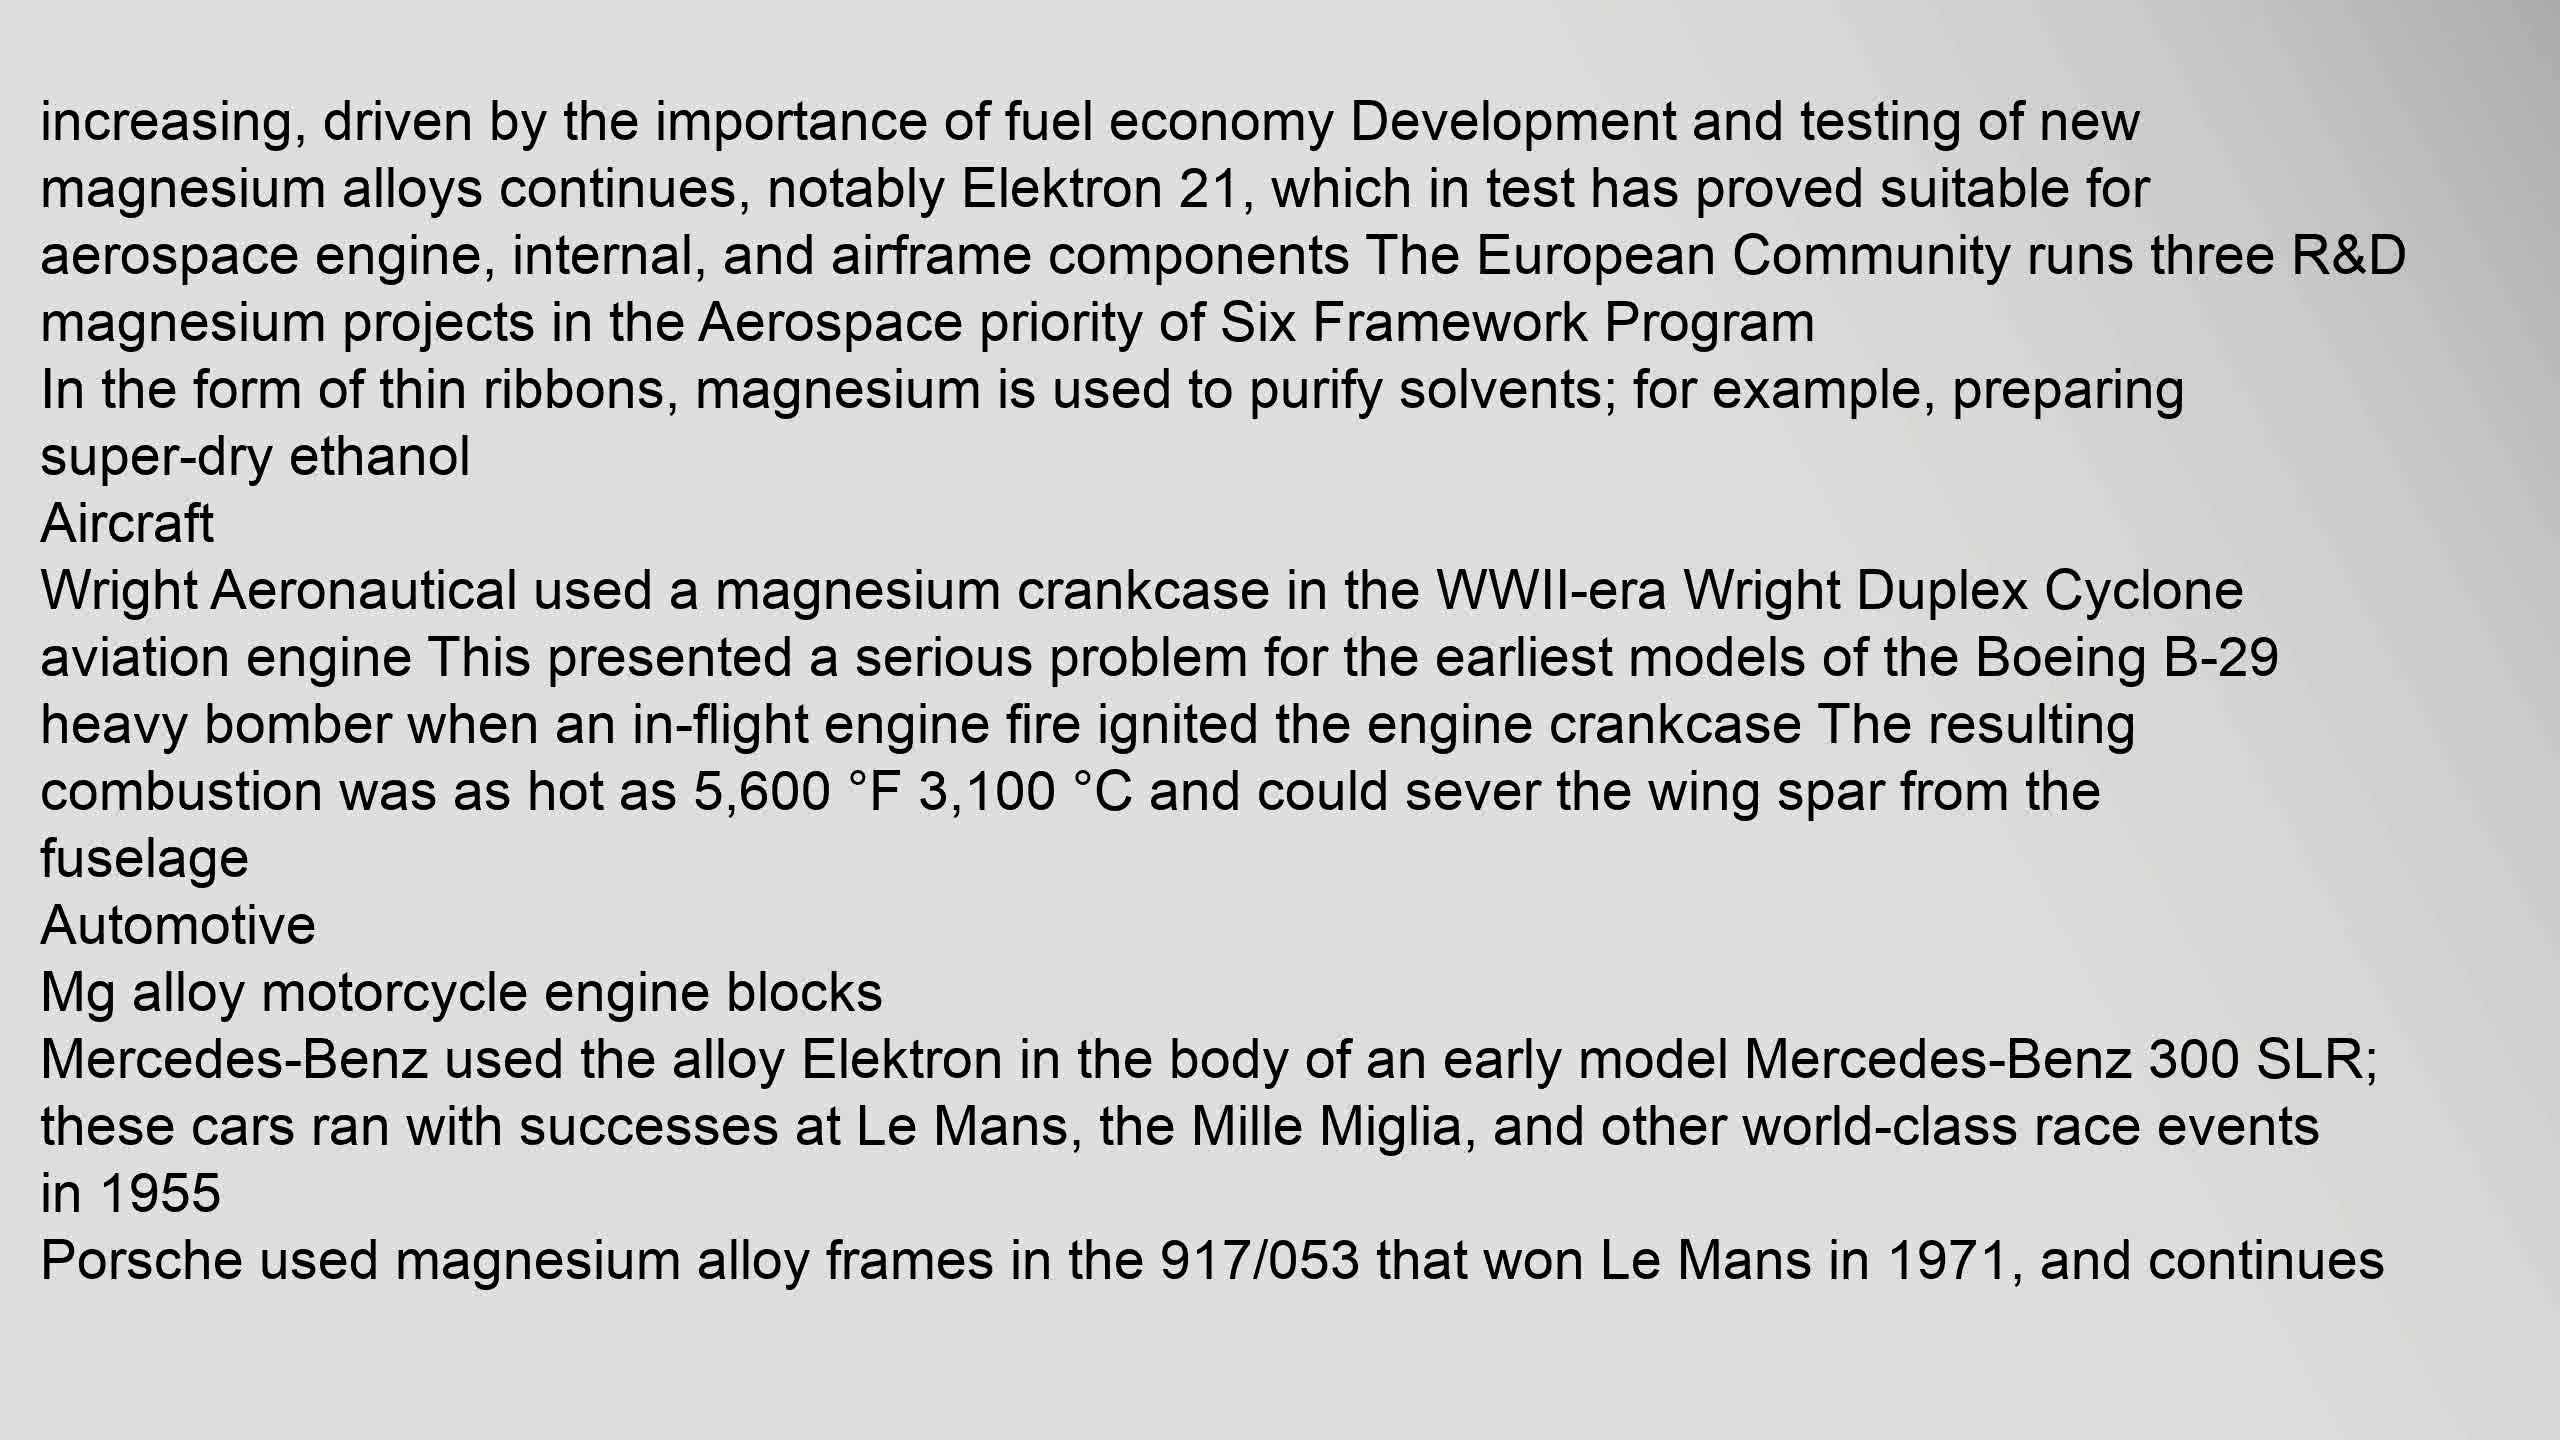 increasing, driven by the importance of fuel economy Development and testing of new
magnesium alloys continues, notably Elektron 21, which in test has proved suitable for
aerospace engine, internal, and airframe components The European Community runs three R&D
magnesium projects in the Aerospace priority of Six Framework Program
In the form of thin ribbons, magnesium is used to purify solvents; for example, preparing
super-dry ethanol
Aircraft
Wright Aeronautical used a magnesium crankcase in the WWII-era Wright Duplex Cyclone
aviation engine This presented a serious problem for the earliest models of the Boeing B-29
heavy bomber when an in-flight engine fire ignited the engine crankcase The resulting
combustion was as hot as 5,600 °F 3,100 °C and could sever the wing spar from the
fuselage
Automotive
Mg alloy motorcycle engine blocks
Mercedes-Benz used the alloy Elektron in the body of an early model Mercedes-Benz 300 SLR;
these cars ran with successes at Le Mans, the Mille Miglia, and other world-class race events
in 1955
Porsche used magnesium alloy frames in the 917/053 that won Le Mans in 1971, and continues